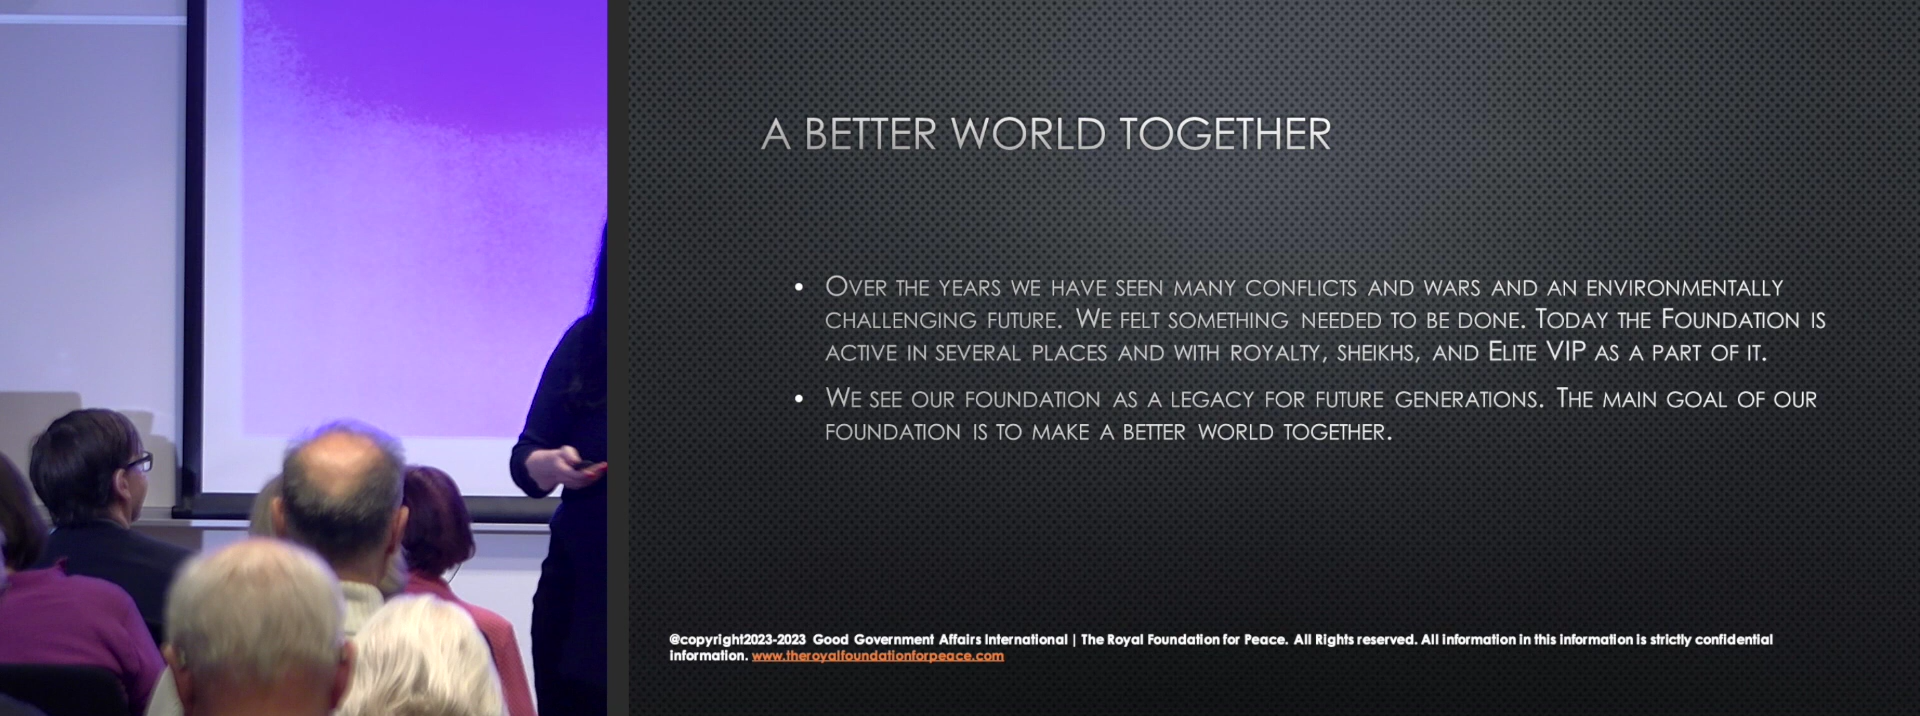 A BETTER WORLD TOGETHER
• OVER THE YEARS WE HAVE SEEN MANY CONFLICTS AND WARS AND AN ENVIRONMENTALLY
CHALLENGING FUTURE. WE FELT SOMETHING NEEDED TO BE DONE. TODAY THE FOUNDATION IS
ACTIVE IN SEVERAL PLACES AND WITH ROYALTY, SHEIKHS, AND ELITE VIP AS A PART OF IT.
• WE SEE OUR FOUNDATION AS A LEGACY FOR FUTURE GENERATIONS. THE MAIN GOAL OF OUR
FOUNDATION IS TO MAKE A BETTER WORLD TOGETHER.
@copyright2023-2023 Good Government Affairs International | The Royal Foundation for Peace. All Rights reserved. All information in this information is strictly confidential
information. www.theroyalfoundationforpeace.com